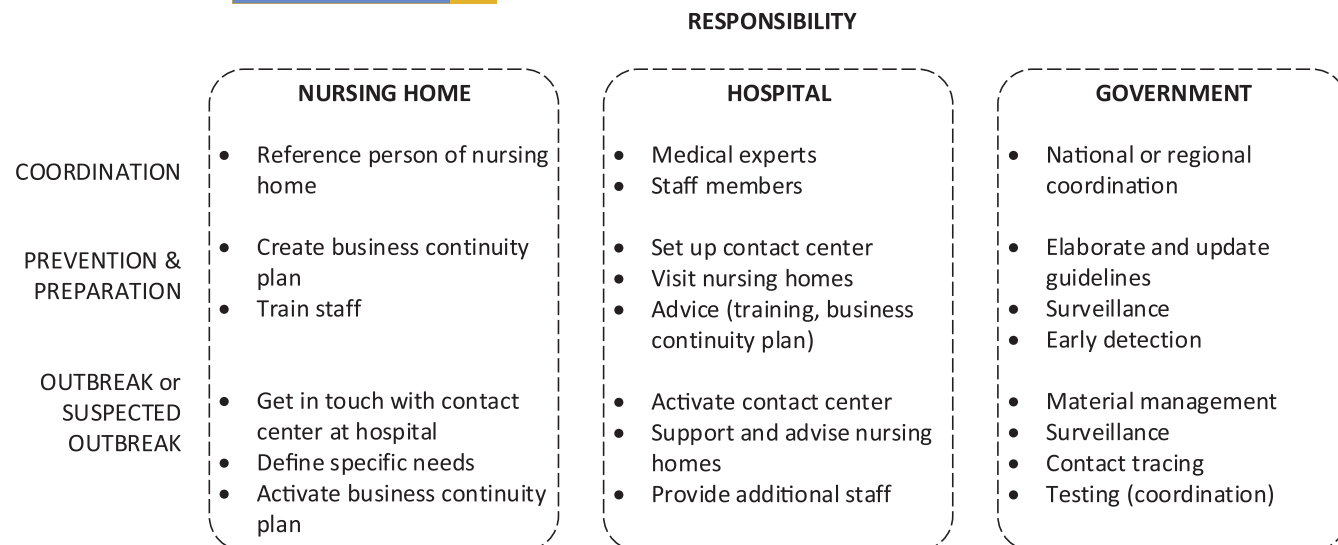 RESPONSIBILITY
NURSING HOME
HOSPITAL
GOVERNMENT
COORDINATION
• Reference person of nursing
home
• Medical experts
• Staff members
• National or regional
coordination
PREVENTION &
PREPARATION
• Create business continuity
plan
• Train staff
• Set up contact center
• Visit nursing homes
• Advice (training, business
continuity plan)
• Elaborate and update
guidelines
• Surveillance
• Early detection
OUTBREAK or
SUSPECTED
OUTBREAK
• Get in touch with contact
center at hospital
• Define specific needs
• Activate business continuity
plan
• Activate contact center
• Support and advise nursing
homes
• Provide additional staff
• Material management
• Surveillance
• Contact tracing
• Testing (coordination)